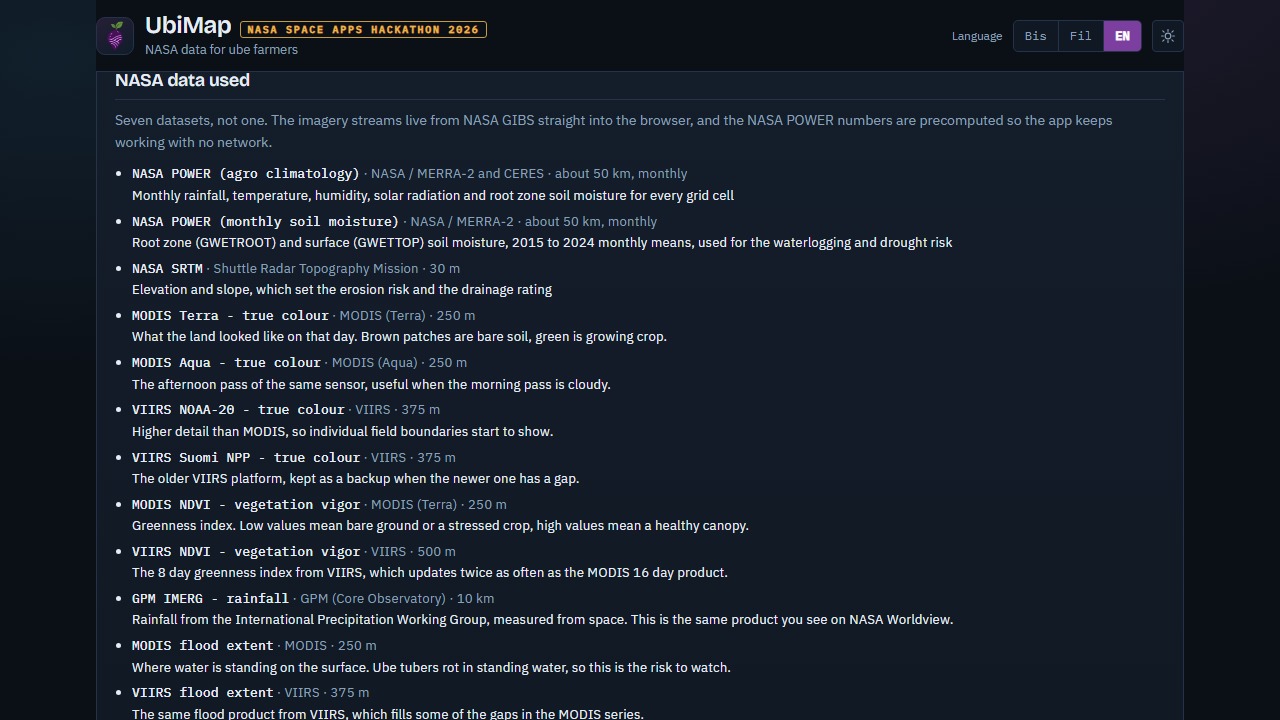 UbiMap NASA SPACE APPS HACKATHON 2026
NASA data for ube farmers
Language Bis Fil EN
NASA data used
Seven datasets, not one. The imagery streams live from NASA GIBS straight into the browser, and the NASA POWER numbers are precomputed so the app keeps
working with no network.
• NASA POWER (agro climatology) · NASA / MERRA-2 and CERES · about 50 km, monthly
Monthly rainfall, temperature, humidity, solar radiation and root zone soil moisture for every grid cell
• NASA POWER (monthly soil moisture) · NASA / MERRA-2 · about 50 km, monthly
Root zone (GWETROOT) and surface (GWETTOP) soil moisture, 2015 to 2024 monthly means, used for the waterlogging and drought risk
• NASA SRTM · Shuttle Radar Topography Mission · 30 m
Elevation and slope, which set the erosion risk and the drainage rating
• MODIS Terra - true colour · MODIS (Terra) · 250 m
What the land looked like on that day. Brown patches are bare soil, green is growing crop.
• MODIS Aqua - true colour · MODIS (Aqua) · 250 m
The afternoon pass of the same sensor, useful when the morning pass is cloudy.
• VIIRS NOAA-20 - true colour · VIIRS · 375 m
Higher detail than MODIS, so individual field boundaries start to show.
• VIIRS Suomi NPP - true colour · VIIRS · 375 m
The older VIIRS platform, kept as a backup when the newer one has a gap.
• MODIS NDVI - vegetation vigor · MODIS (Terra) · 250 m
Greenness index. Low values mean bare ground or a stressed crop, high values mean a healthy canopy.
• VIIRS NDVI - vegetation vigor · VIIRS · 500 m
The 8 day greenness index from VIIRS, which updates twice as often as the MODIS 16 day product.
• GPM IMERG - rainfall · GPM (Core Observatory) · 10 km
Rainfall from the International Precipitation Working Group, measured from space. This is the same product you see on NASA Worldview.
• MODIS flood extent · MODIS · 250 m
Where water is standing on the surface. Ube tubers rot in standing water, so this is the risk to watch.
• VIIRS flood extent · VIIRS · 375 m
The same flood product from VIIRS, which fills some of the gaps in the MODIS series.